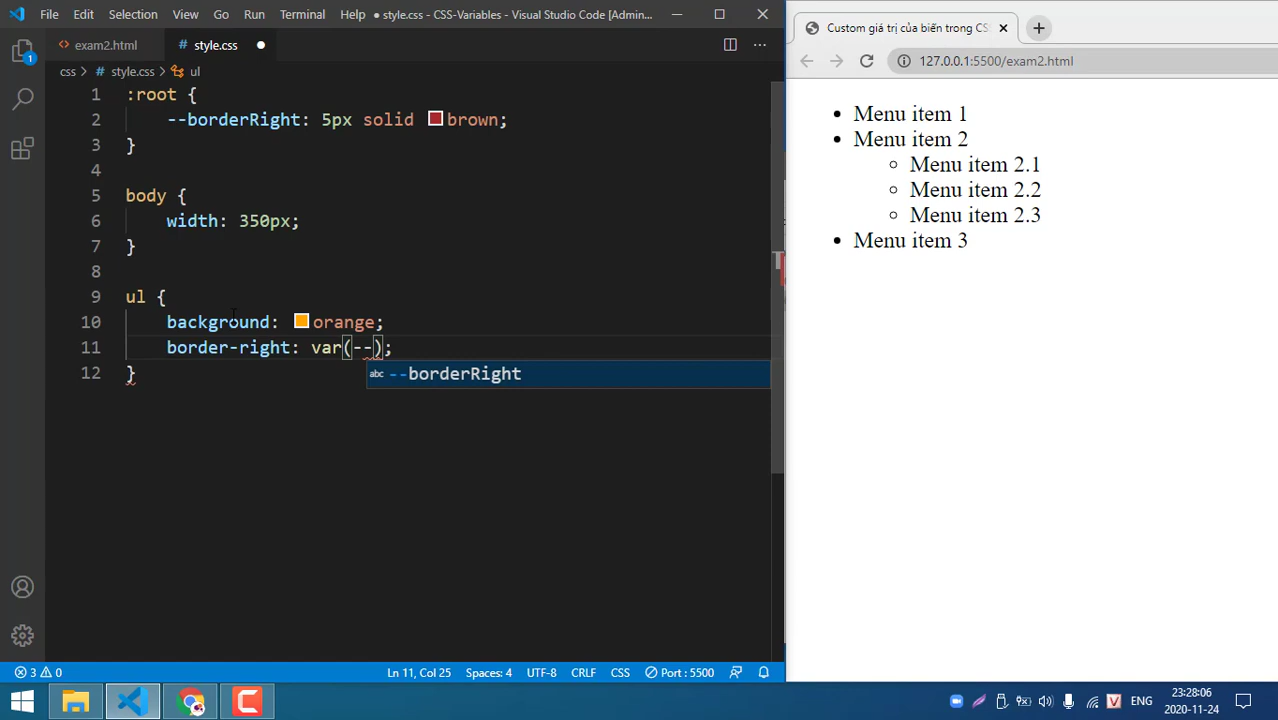 File Edit Selection View Go Run Terminal Help ● style.css - CSS-Variables - Visual Studio Code [Admin...
<> exam2.html # style.css ●
css > # style.css > ul
1 :root {
2 --borderRight: 5px solid brown;
3 }
4
5 body {
6 width: 350px;
7 }
8
9 ul {
10 background: orange;
11 border-right: var(--);
abc --borderRight
12 }
1
3 0 Ln 11, Col 25 Spaces: 4 UTF-8 CRLF CSS Port : 5500
Custom giá trị của biến trong CS
127.0.0.1:5500/exam2.html
• Menu item 1
• Menu item 2
◦ Menu item 2.1
◦ Menu item 2.2
◦ Menu item 2.3
• Menu item 3
V ENG 23:28:06
2020-11-24